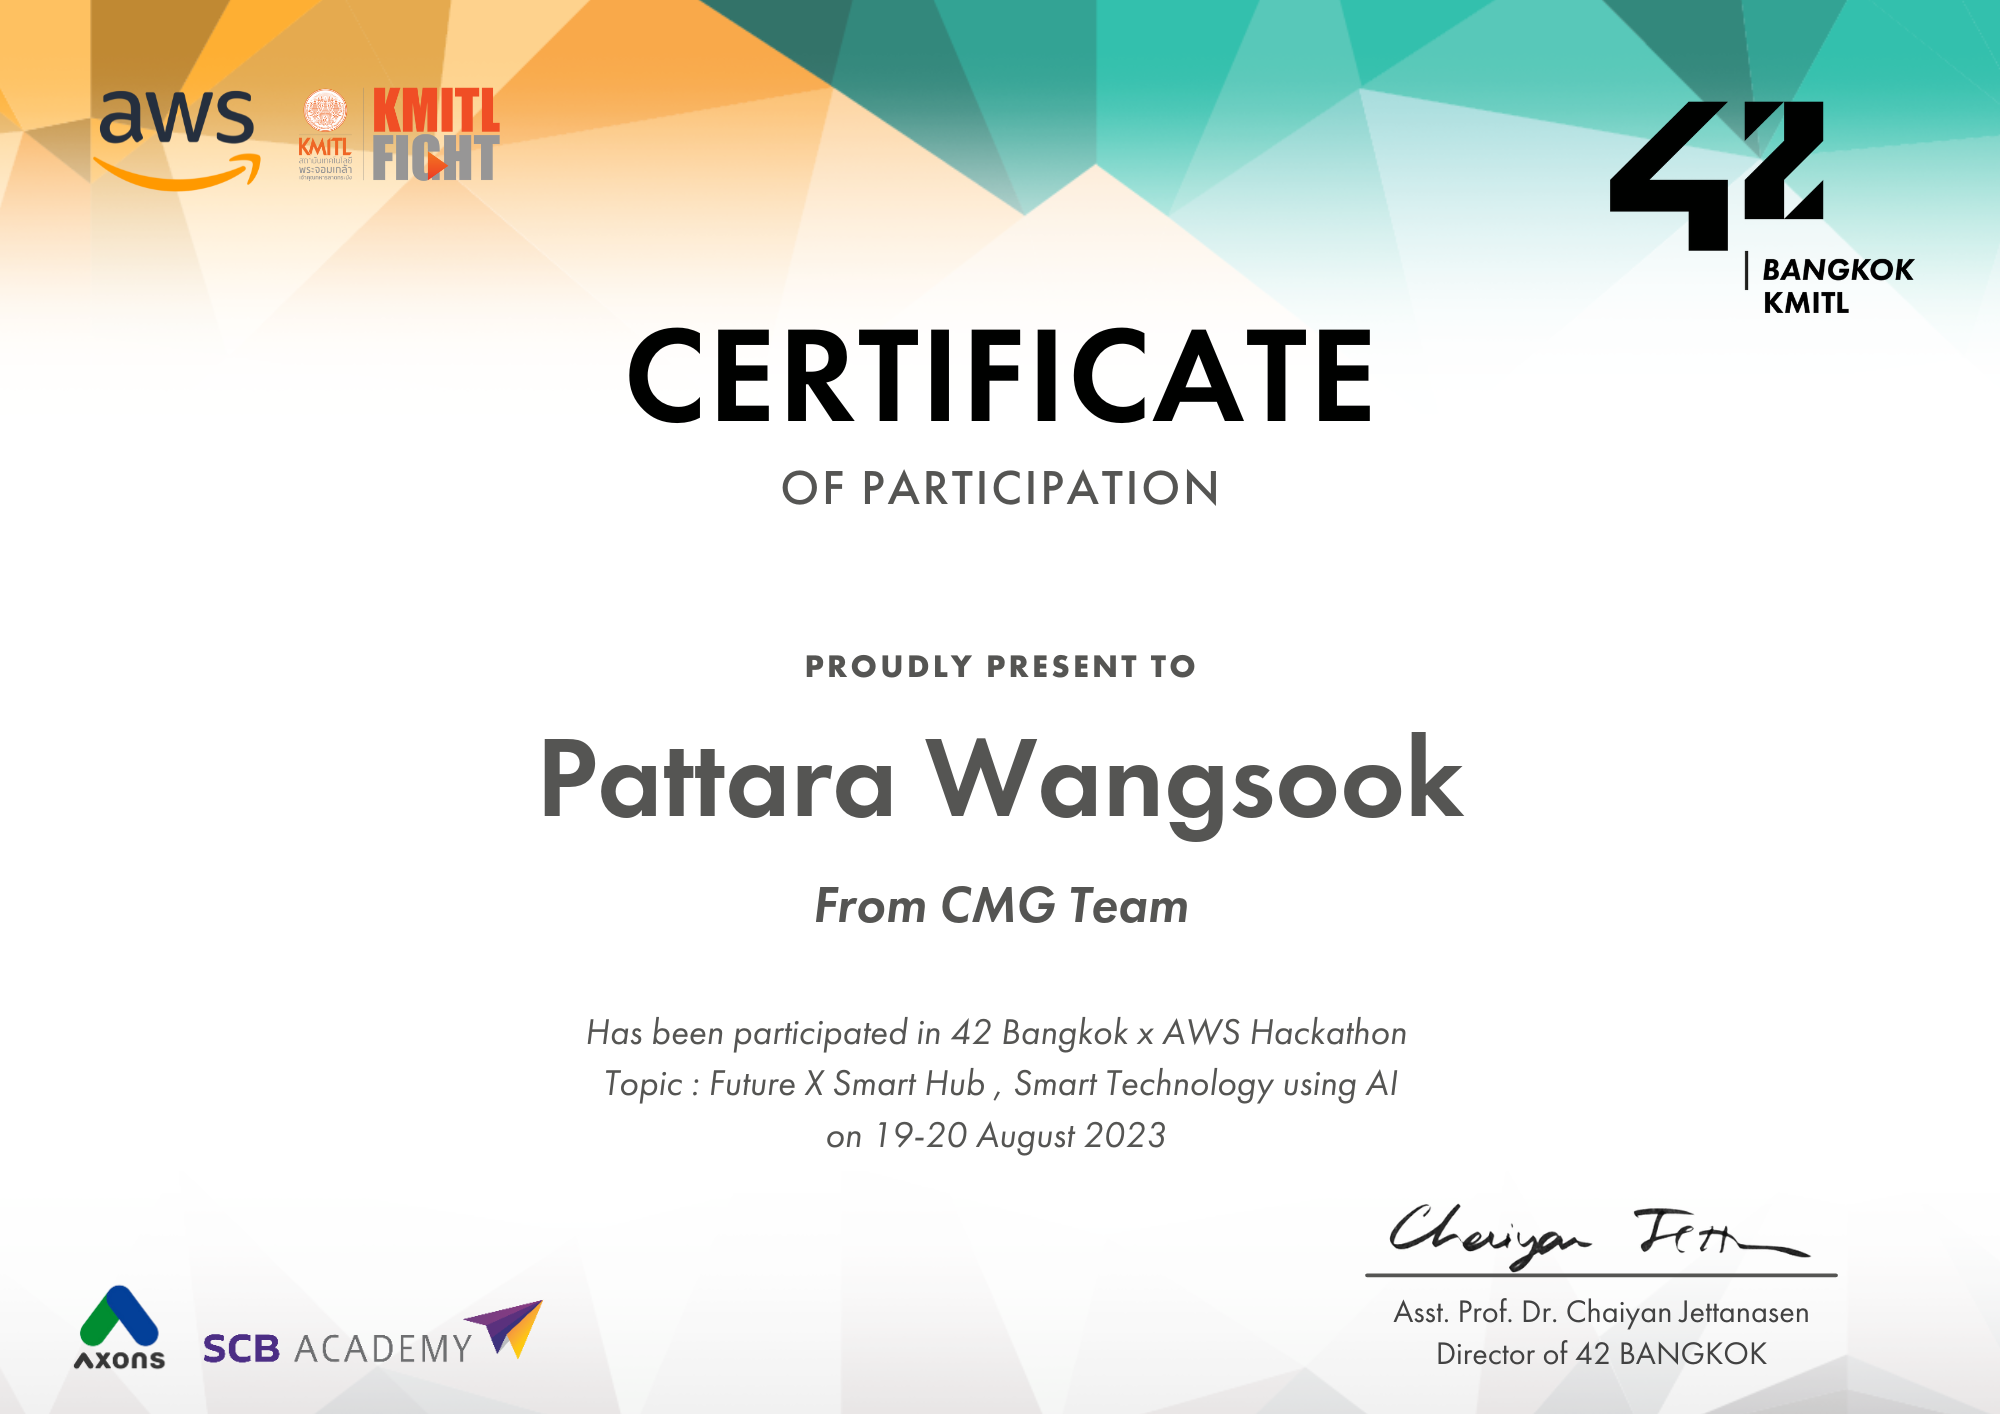 aws
KMITL
สถาบันเทคโนโลยี
พระจอมเกล้า
KMITL
FIGHT
42
BANGKOK
KMITL
CERTIFICATE
OF PARTICIPATION
PROUDLY PRESENT TO
Pattara Wangsook
From CMG Team
Has been participated in 42 Bangkok x AWS Hackathon
Topic : Future X Smart Hub , Smart Technology using AI
on 19-20 August 2023
Asst. Prof. Dr. Chaiyan Jettanasen
Director of 42 BANGKOK
AXONS
SCB ACADEMY